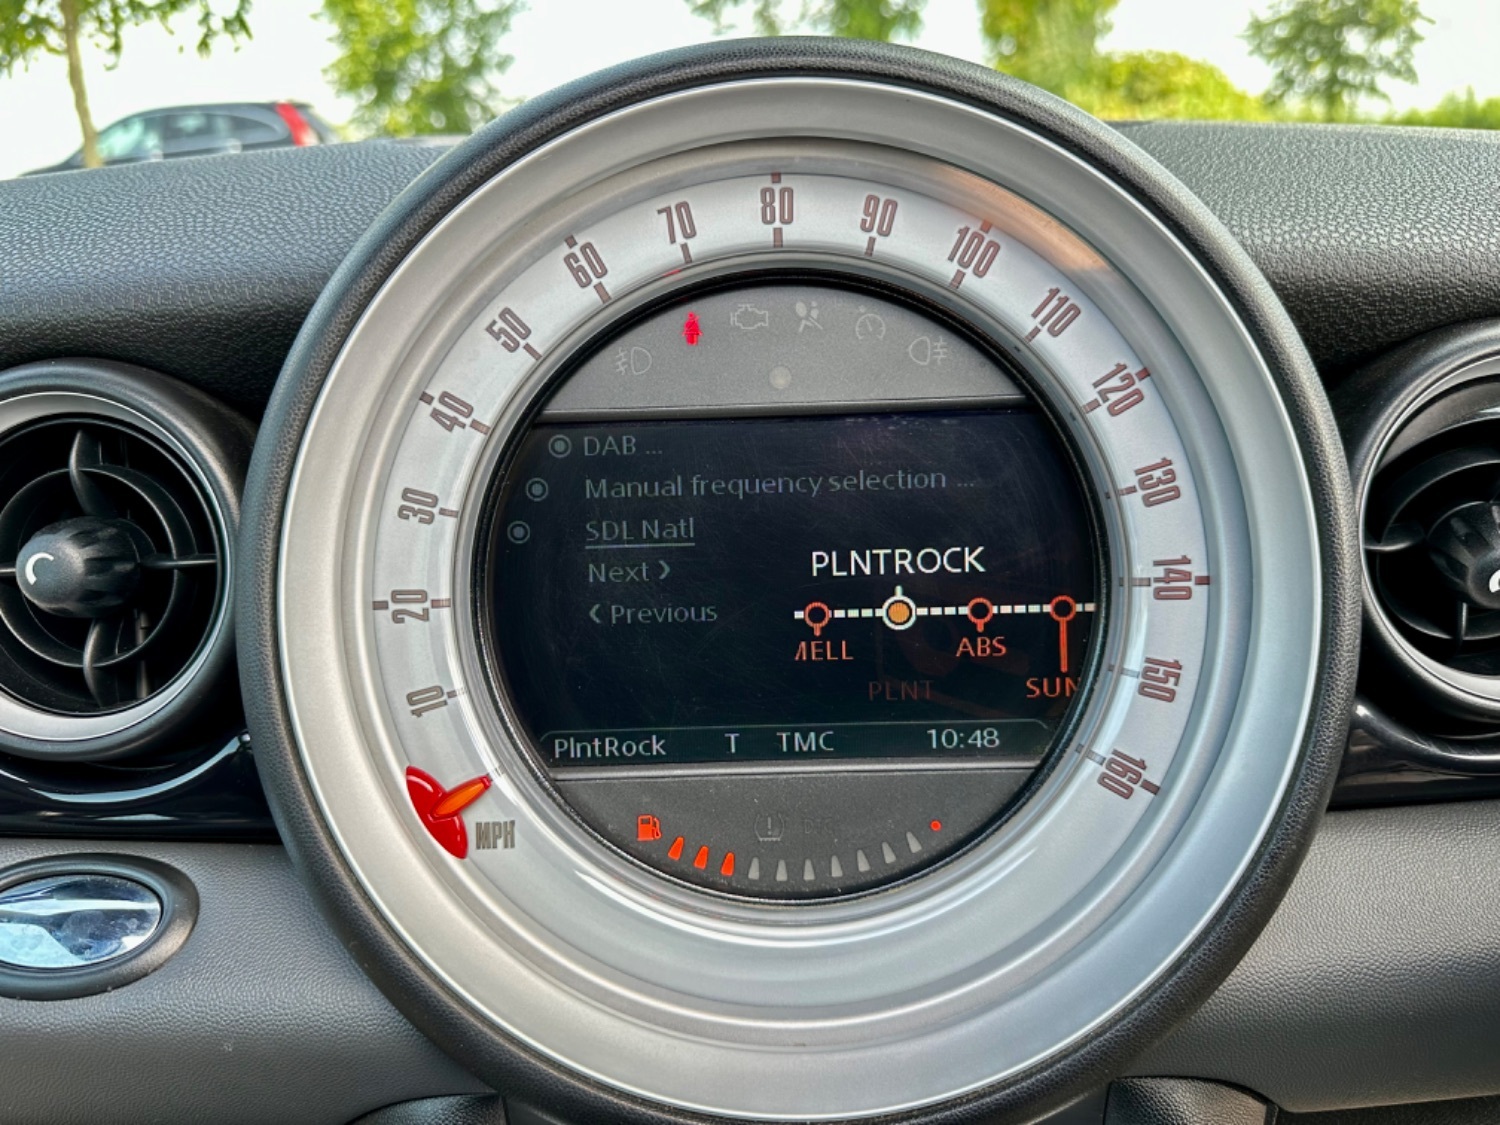 10
20
30
40
50
60
70
80
90
100
110
120
130
140
150
160
MPH
DAB ...
Manual frequency selection ...
SDL Natl
Next ›
‹ Previous
PLNTROCK
ABS
PLNT
PlntRock T TMC 10:48